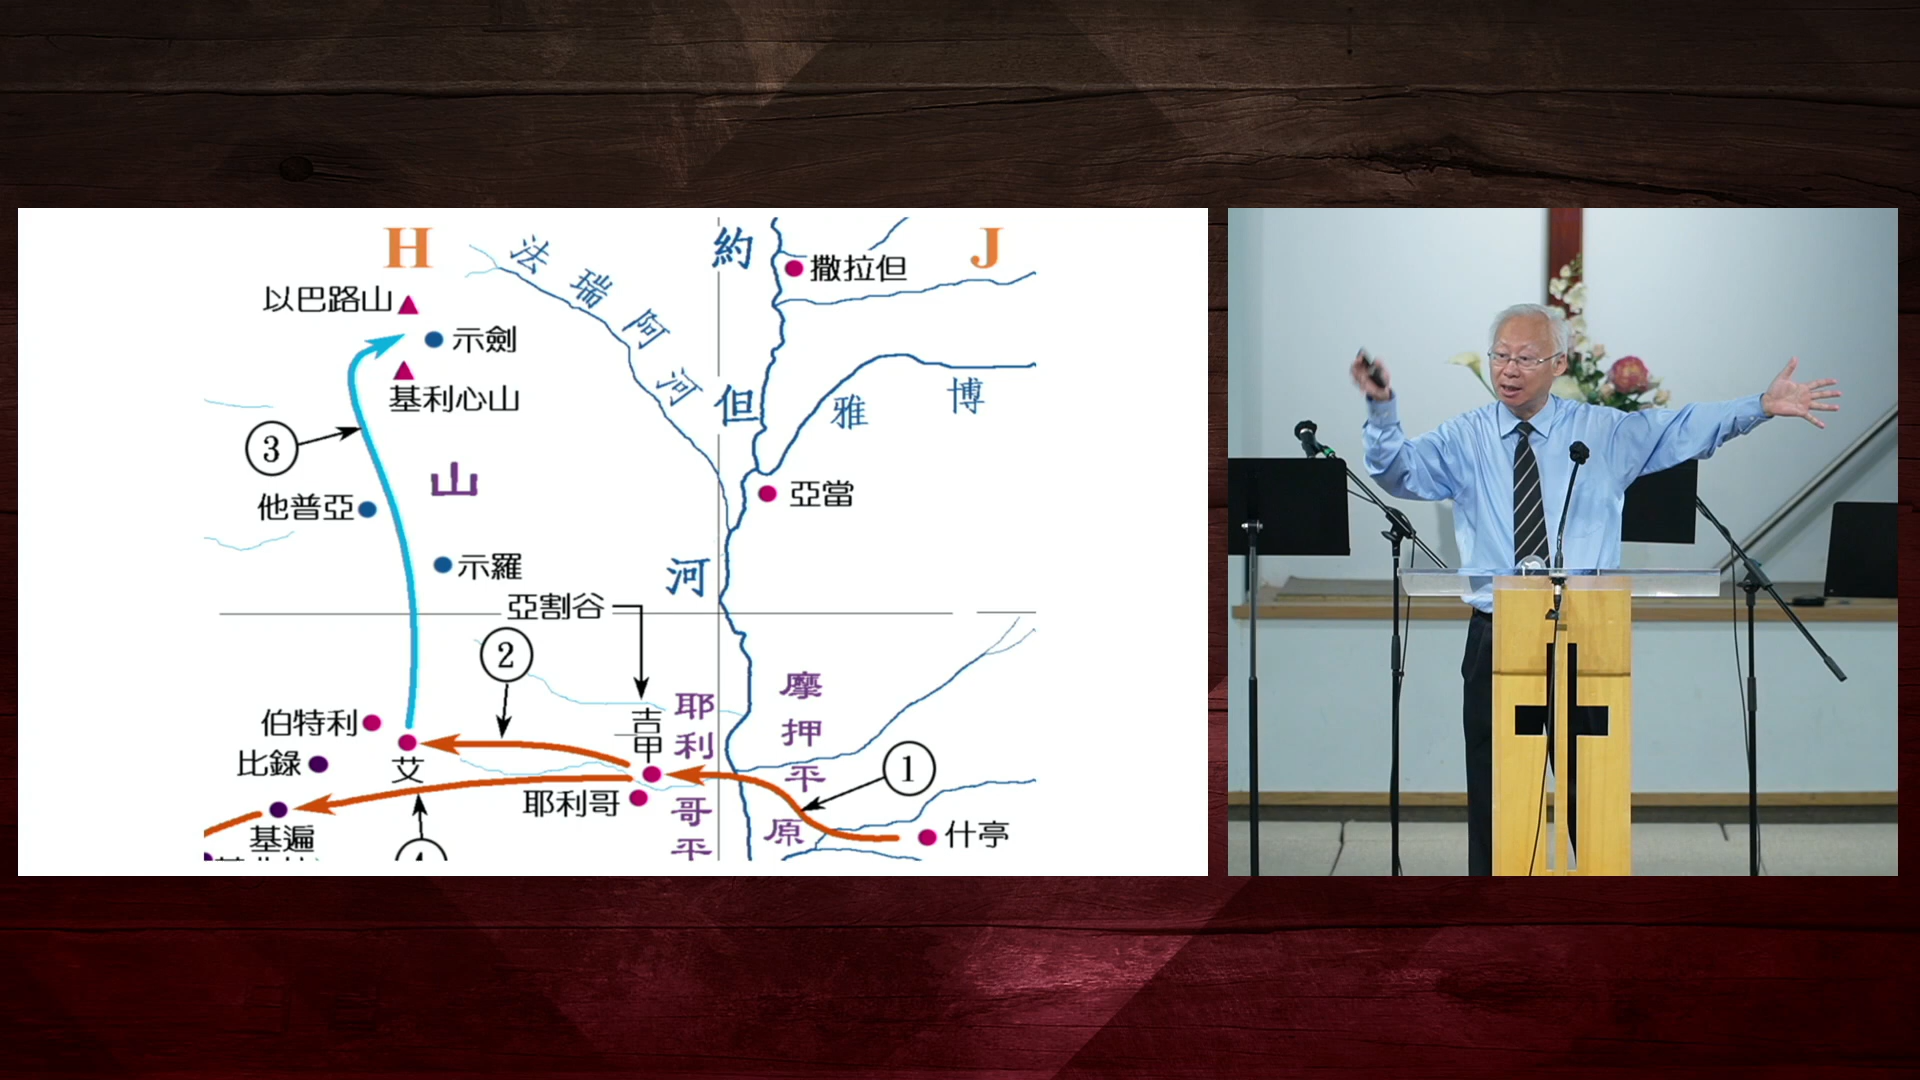 H
J
法瑞阿河
約但河
撒拉但
以巴路山
示劍
基利心山
雅博
3
山
他普亞
亞當
示羅
亞割谷
2
伯特利
吉甲
耶利哥平
摩押平原
比錄
艾
1
耶利哥
什亭
基遍
4